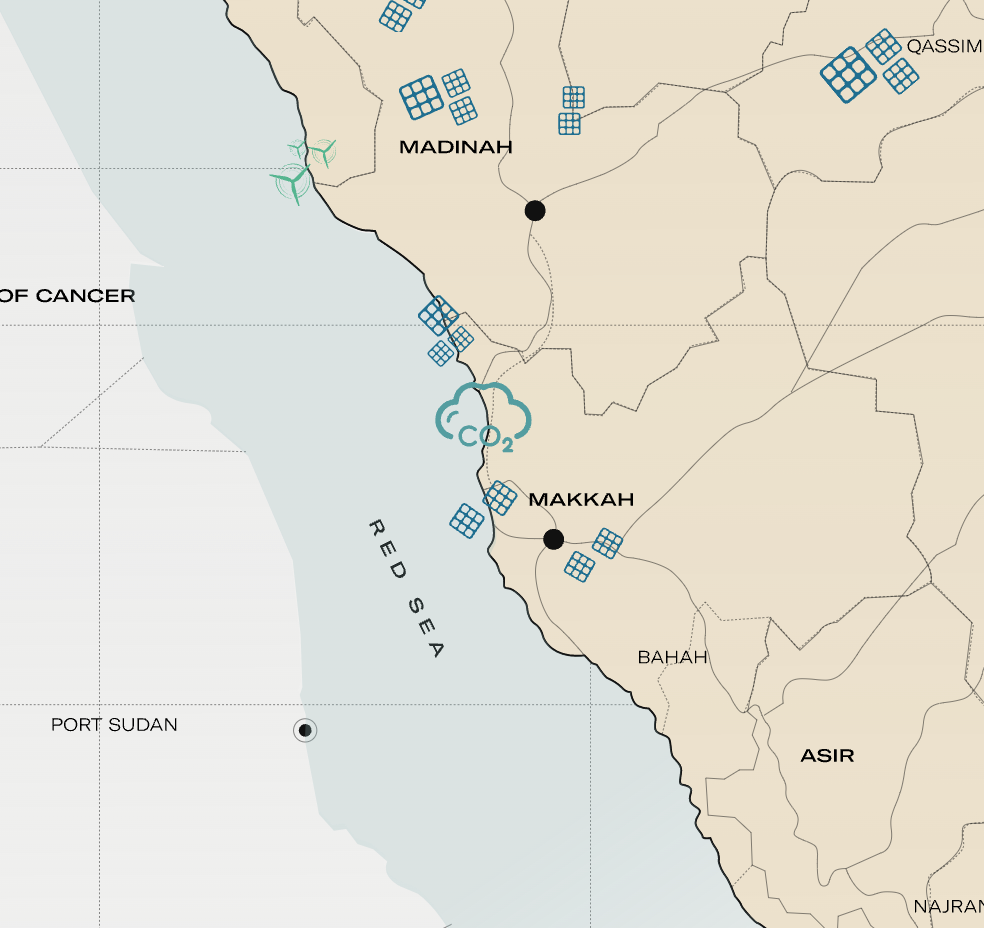 QASSIM
MADINAH
OF CANCER
CO2
MAKKAH
RED SEA
BAHAH
PORT SUDAN
ASIR
NAJRAN